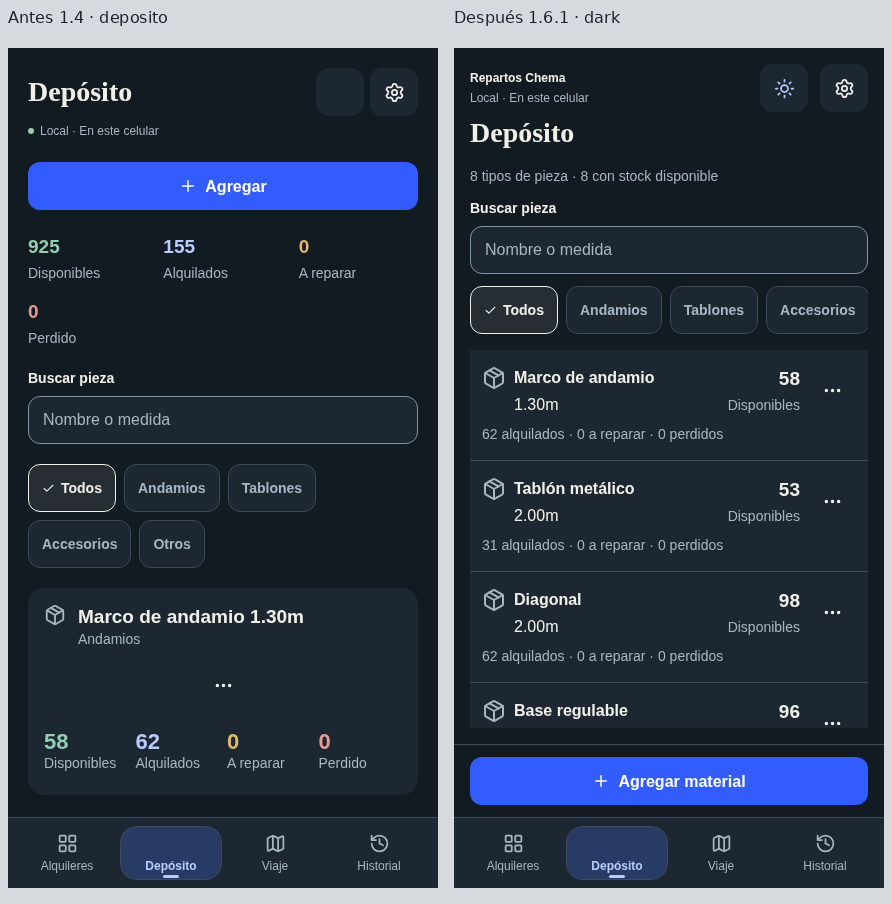 Antes 1.4 · deposito
Depósito
Local · En este celular
Agregar
925
155
0
Disponibles
Alquilados
A reparar
0
Perdido
Buscar pieza
Nombre o medida
Todos
Andamios
Tablones
Accesorios
Otros
Marco de andamio 1.30m
Andamios
58
62
0
0
Disponibles
Alquilados
A reparar
Perdido
Alquileres
Depósito
Viaje
Historial
Después 1.6.1 · dark
Repartos Chema
Local · En este celular
Depósito
8 tipos de pieza · 8 con stock disponible
Buscar pieza
Nombre o medida
Todos
Andamios
Tablones
Accesorios
Marco de andamio
58
1.30m
Disponibles
62 alquilados · 0 a reparar · 0 perdidos
Tablón metálico
53
2.00m
Disponibles
31 alquilados · 0 a reparar · 0 perdidos
Diagonal
98
2.00m
Disponibles
62 alquilados · 0 a reparar · 0 perdidos
Base regulable
96
Agregar material
Alquileres
Depósito
Viaje
Historial